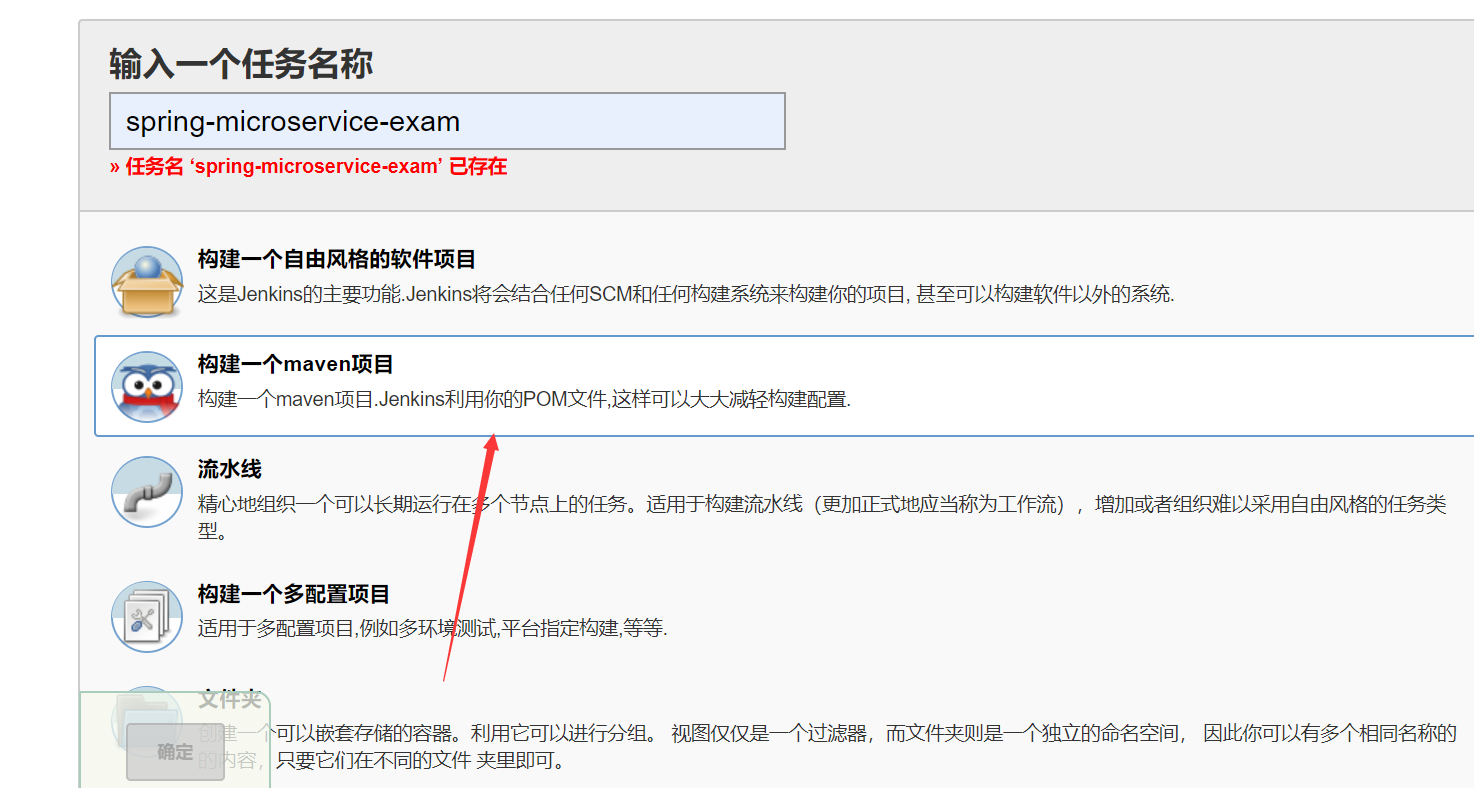 输入一个任务名称
spring-microservice-exam
» 任务名 ‘spring-microservice-exam’ 已存在
构建一个自由风格的软件项目
这是Jenkins的主要功能.Jenkins将会结合任何SCM和任何构建系统来构建你的项目, 甚至可以构建软件以外的系统.
构建一个maven项目
构建一个maven项目.Jenkins利用你的POM文件,这样可以大大减轻构建配置.
流水线
精心地组织一个可以长期运行在多个节点上的任务。适用于构建流水线（更加正式地应当称为工作流），增加或者组织难以采用自由风格的任务类
型。
构建一个多配置项目
适用于多配置项目,例如多环境测试,平台指定构建,等等.
文件夹
创建一个可以嵌套存储的容器。利用它可以进行分组。 视图仅仅是一个过滤器，而文件夹则是一个独立的命名空间， 因此你可以有多个相同名称的
的内容，只要它们在不同的文件 夹里即可。
确定